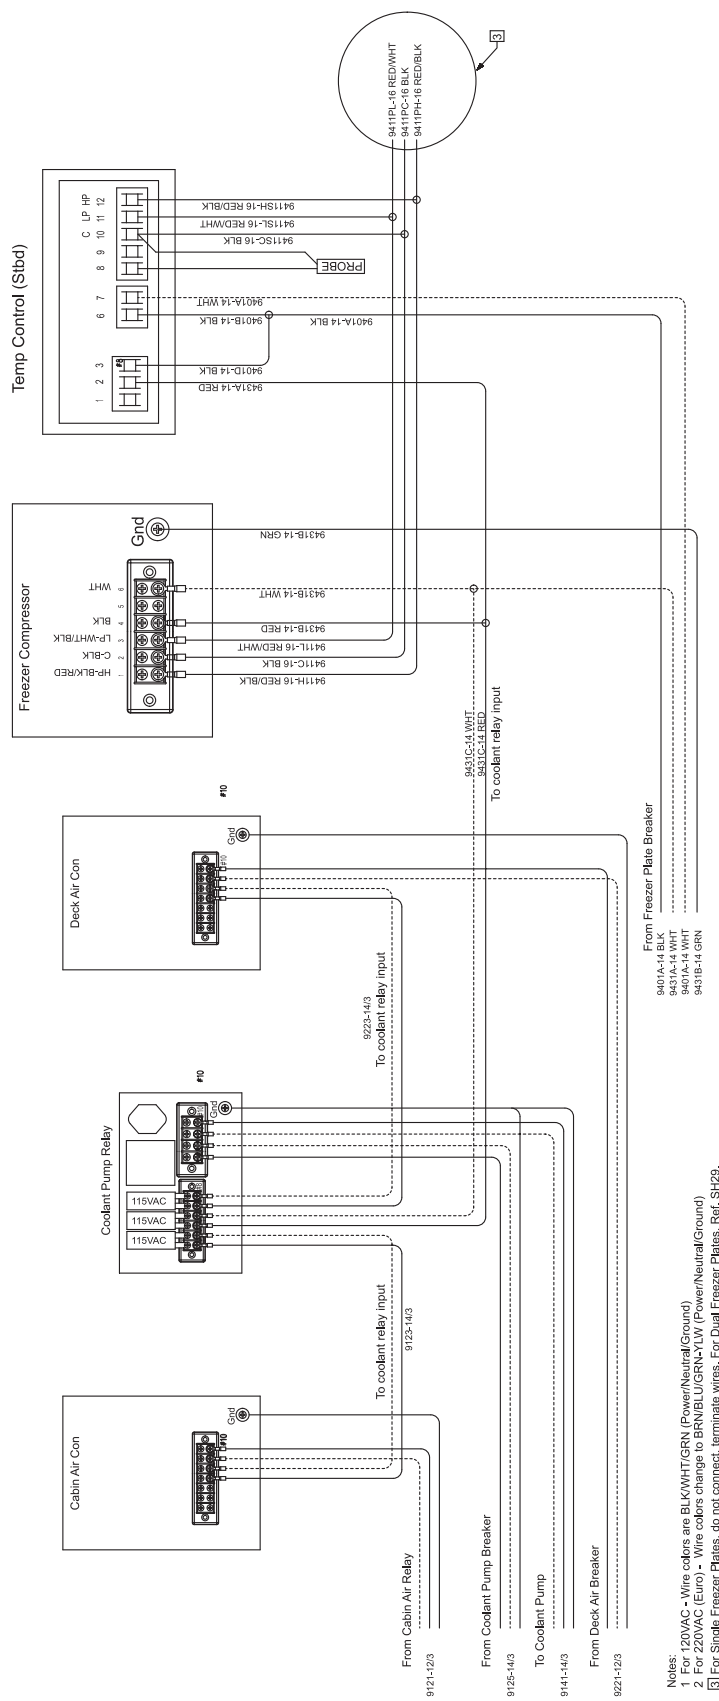 Temp Control (Stbd)
1
2
3
#8
6
7
8
9
10
11
12
C
LP
HP
9431A-14 RED
9401D-14 BLK
9401B-14 BLK
9401A-14 WHT
9401A-14 BLK
PROBE
9411SC-16 BLK
9411SL-16 RED/WHT
9411SH-16 RED/BLK
9411PL-16 RED/WHT
9411PC-16 BLK
9411PH-16 RED/BLK
3
Freezer Compressor
HP-BLK/RED
C-BLK
LP-WHT/BLK
BLK
WHT
1
2
3
4
5
6
Gnd
9411H-16 RED/BLK
9411C-16 BLK
9411L-16 RED/WHT
9431B-14 RED
9431B-14 WHT
9431B-14 GRN
9431C-14 WHT
9431C-14 RED
To coolant relay input
#10
Deck Air Con
#10
Gnd
9223-14/3
To coolant relay input
#10
Coolant Pump Relay
115VAC
115VAC
115VAC
#8
#10
Gnd
To coolant relay input
9123-14/3
Cabin Air Con
#10
Gnd
From Cabin Air Relay
9121-12/3
From Coolant Pump Breaker
9125-14/3
To Coolant Pump
9141-14/3
From Deck Air Breaker
9221-12/3
From Freezer Plate Breaker
9401A-14 BLK
9431A-14 WHT
9401A-14 WHT
9431B-14 GRN
Notes:
1 For 120VAC - Wire colors are BLK/WHT/GRN (Power/Neutral/Ground)
2 For 220VAC (Euro) - Wire colors change to BRN/BLU/GRN-YLW (Power/Neutral/Ground)
3 For Single Freezer Plates, do not connect, terminate wires. For Dual Freezer Plates, Ref. SH29.